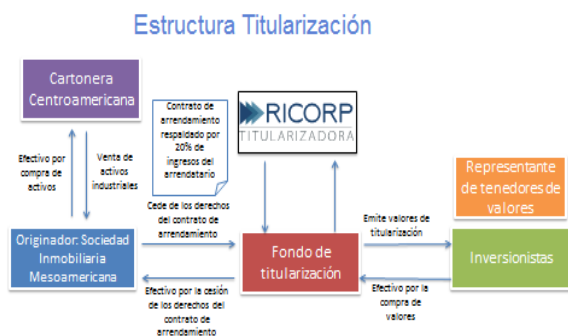 Estructura Titularización
Cartonera
Centroamericana
Contrato de
arrendamiento
respaldado por
20% de
ingresos del
arrendatario
RICORP
TITULARIZADORA
Efectivo por
compra de
activos
Venta de
activos
industriales
Cede de los derechos
del contrato de
arrendamiento
Representante
de tenedores de
valores
Originador: Sociedad
Inmobiliaria
Mesoamericana
Fondo de
titularización
Emite valores de
titularización
Inversionistas
Efectivo por la cesión
de los derechos del
contrato de
arrendamiento
Efectivo por la
compra de
valores